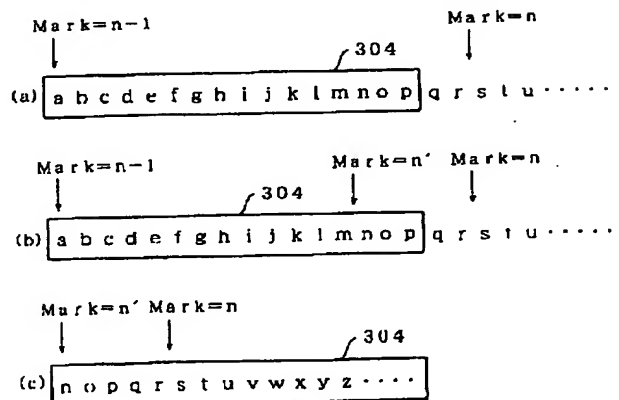 Mark=n-1 Mark=n
304
(a) a b c d e f g h i j k l m n o p q r s t u ·····
Mark=n-1 Mark=n′ Mark=n
304
(b) a b c d e f g h i j k l m n o p q r s t u ·····
Mark=n′ Mark=n
304
(c) n o p q r s t u v w x y z ····